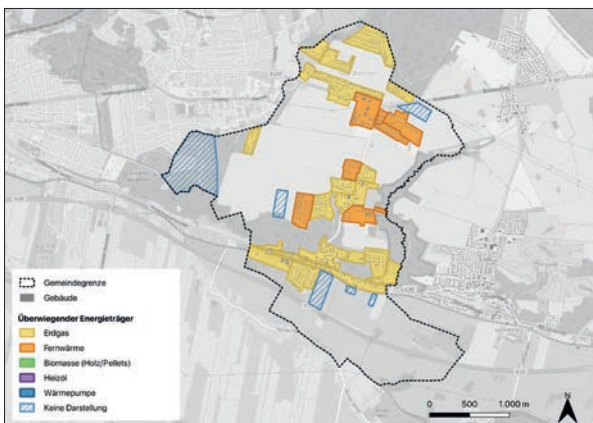 Gemeindegrenze
Gebäude
Überwiegender Energieträger
Erdgas
Fernwärme
Biomasse (Holz/Pellets)
Heizöl
Wärmepumpe
Keine Darstellung
N
0 500 1.000 m